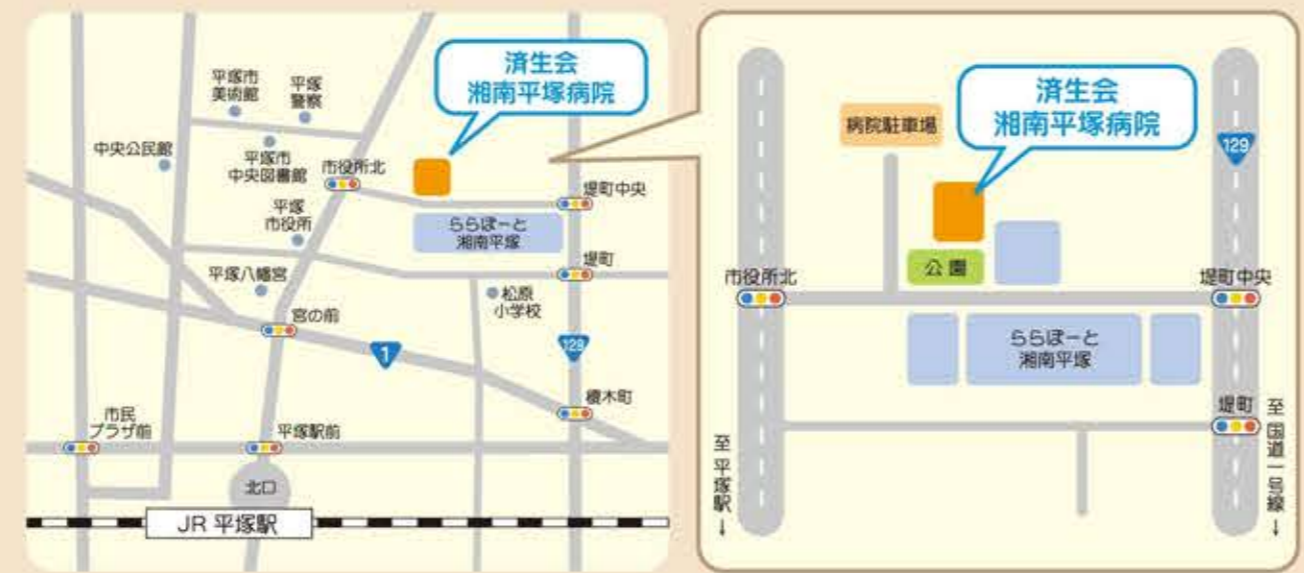 済生会
湘南平塚病院
平塚市
美術館
平塚
警察
中央公民館
平塚市
中央図書館
市役所北
堤町中央
平塚
市役所
ららぽーと
湘南平塚
堤町
平塚八幡宮
松原
小学校
宮の前
1
129
榎木町
市民
プラザ前
平塚駅前
北口
JR 平塚駅
済生会
湘南平塚病院
病院駐車場
129
公園
市役所北
堤町中央
ららぽーと
湘南平塚
堤町
至平塚駅↓
至国道一号線↓